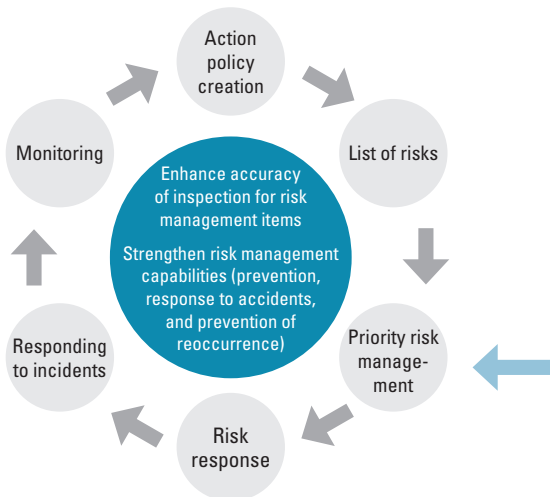 Action
policy
creation
Monitoring
List of risks
Enhance accuracy
of inspection for risk
management items
Strengthen risk management
capabilities (prevention,
response to accidents,
and prevention of
reoccurrence)
Responding
to incidents
Priority risk
manage-
ment
Risk
response